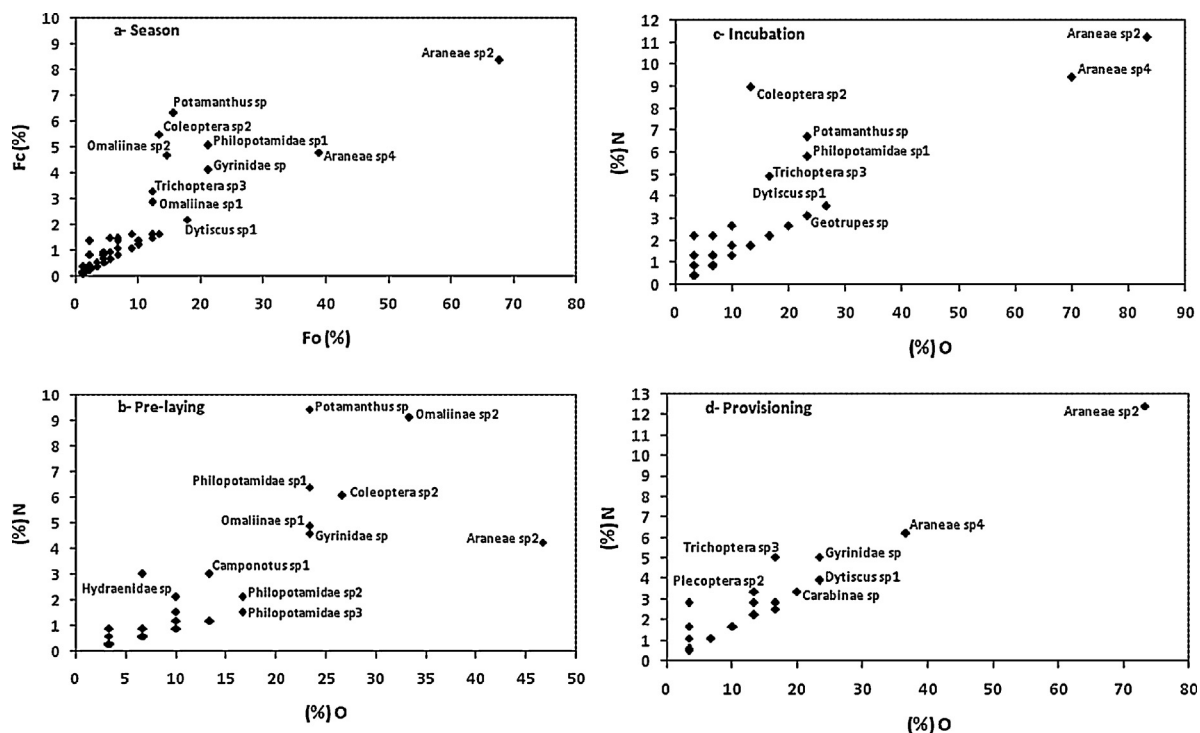 a- Season
Fc (%)
10
9
8
7
6
5
4
3
2
1
0
Araneae sp2
Potamanthus sp
Coleoptera sp2
Omaliinae sp2
Philopotamidae sp1
Araneae sp4
Gyrinidae sp
Trichoptera sp3
Omaliinae sp1
Dytiscus sp1
0 10 20 30 40 50 60 70 80
Fo (%)
b- Pre-laying
(%) N
10
9
8
7
6
5
4
3
2
1
0
Potamanthus sp
Omaliinae sp2
Philopotamidae sp1
Coleoptera sp2
Omaliinae sp1
Gyrinidae sp
Araneae sp2
Camponotus sp1
Hydraenidae sp
Philopotamidae sp2
Philopotamidae sp3
0 5 10 15 20 25 30 35 40 45 50
(%) O
c- Incubation
(%) N
12
11
10
9
8
7
6
5
4
3
2
1
0
Araneae sp2
Araneae sp4
Coleoptera sp2
Potamanthus sp
Philopotamidae sp1
Trichoptera sp3
Dytiscus sp1
Geotrupes sp
0 10 20 30 40 50 60 70 80 90
(%) O
d- Provisioning
(%) N
13
12
11
10
9
8
7
6
5
4
3
2
1
0
Araneae sp2
Araneae sp4
Trichoptera sp3
Gyrinidae sp
Plecoptera sp2
Dytiscus sp1
Carabinae sp
0 10 20 30 40 50 60 70 80
(%) O